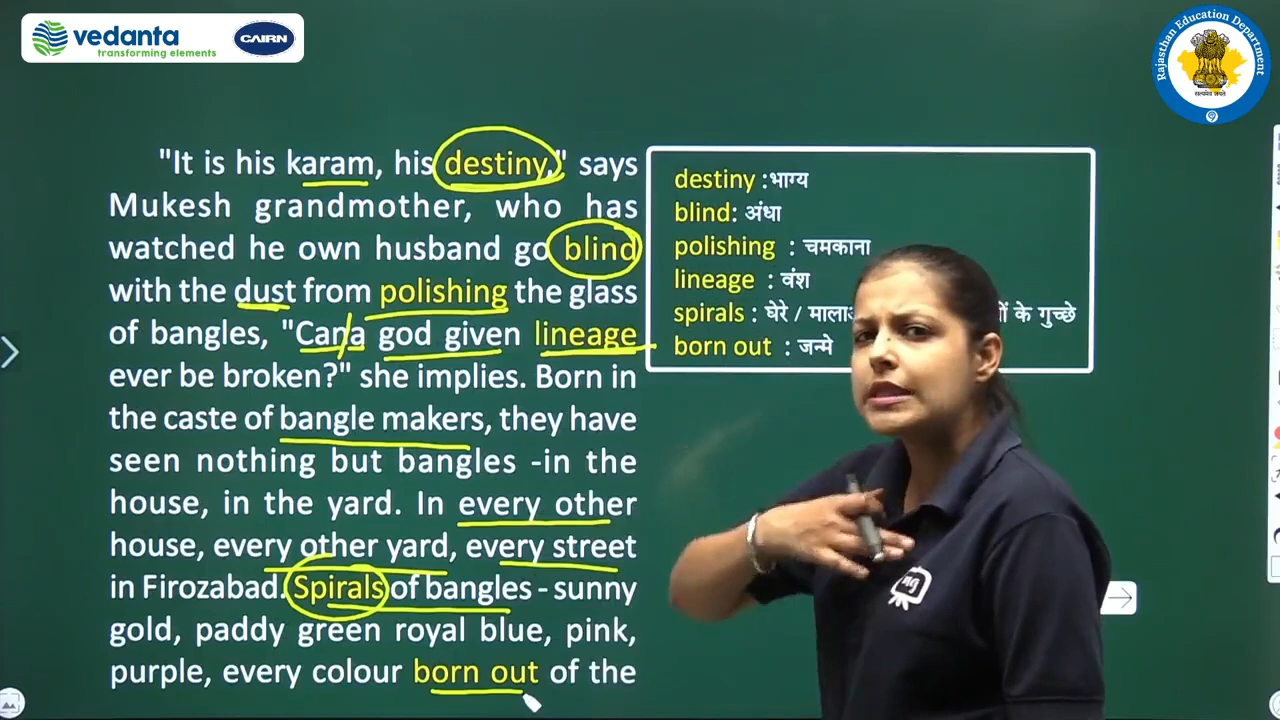 vedanta
transforming elements
CAIRN
Rajasthan Education Department
सत्यमेव जयते
"It is his karam, his destiny," says
Mukesh grandmother, who has
watched he own husband go blind
with the dust from polishing the glass
of bangles, "Cana god given lineage
ever be broken?" she implies. Born in
the caste of bangle makers, they have
seen nothing but bangles -in the
house, in the yard. In every other
house, every other yard, every street
in Firozabad. Spirals of bangles - sunny
gold, paddy green royal blue, pink,
purple, every colour born out of the
destiny :भाग्य
blind: अंधा
polishing : चमकाना
lineage : वंश
spirals : घेरे / के गुच्छे
born out : जन्मे